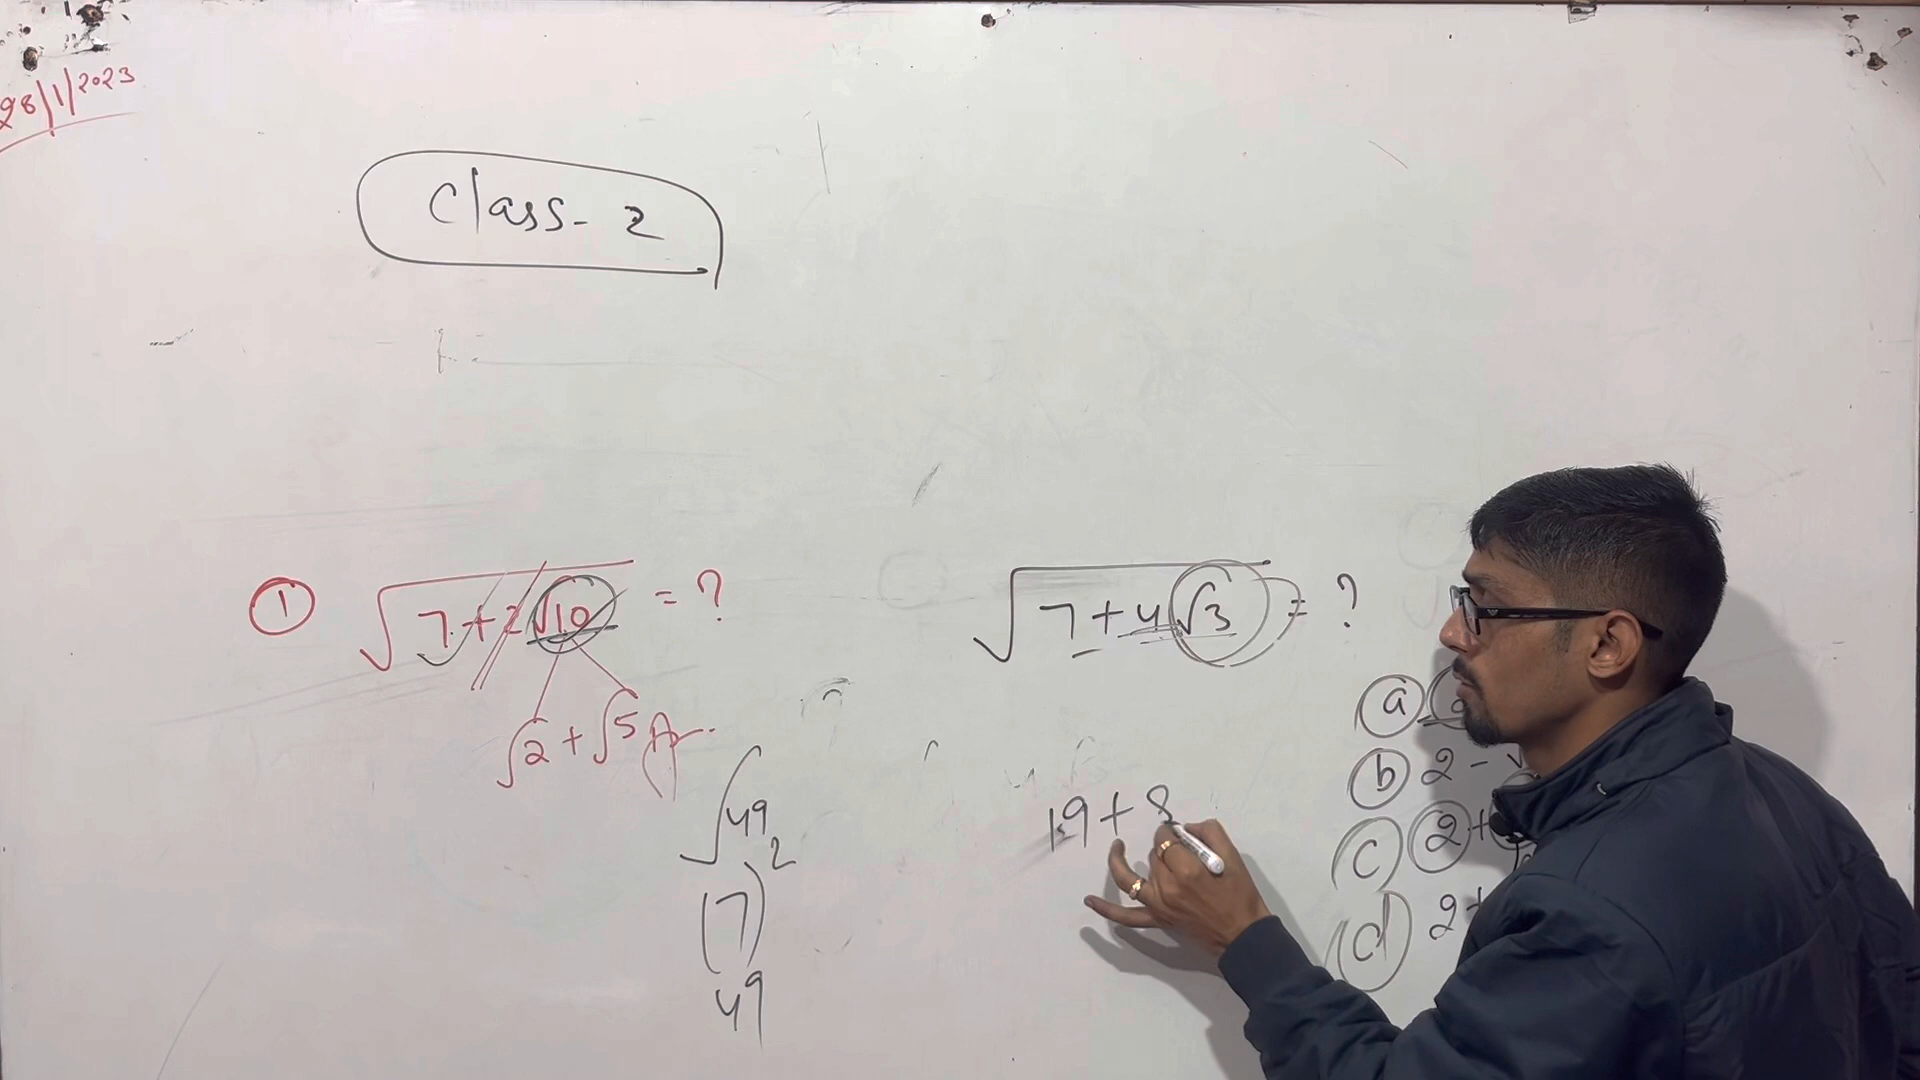 28/1/2023
Class-2
① √7+2√10 = ?
√2 + √5
√49
(7)²
49
√7+4√3 = ?
19+8
ⓐ
ⓑ 2-√
ⓒ 2+
ⓓ 2+